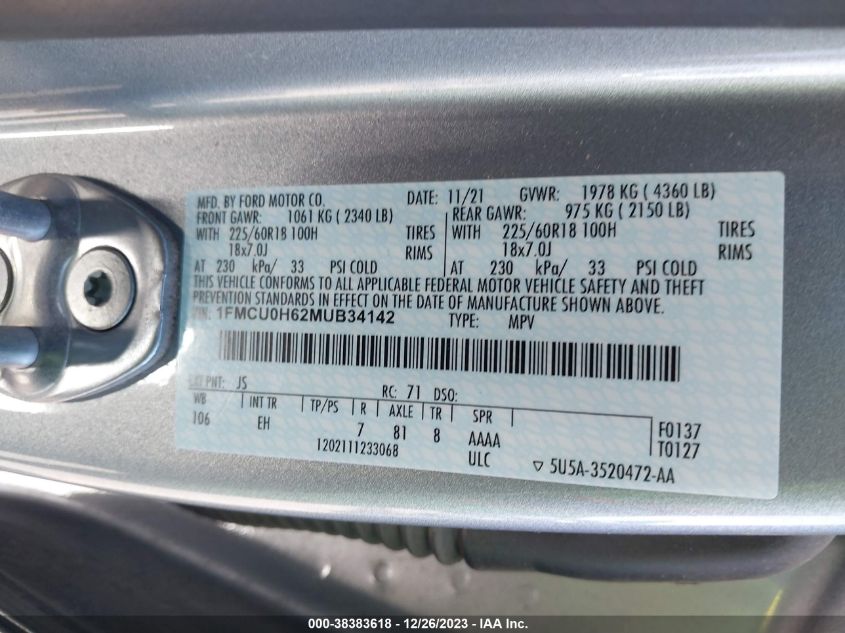 MFD. BY FORD MOTOR CO. DATE: 11/21 GVWR: 1978 KG ( 4360 LB)
FRONT GAWR: 1061 KG ( 2340 LB) REAR GAWR: 975 KG ( 2150 LB)
WITH 225/60R18 100H TIRES WITH 225/60R18 100H TIRES
18x7.0J RIMS 18x7.0J RIMS
AT 230 kPa/ 33 PSI COLD AT 230 kPa/ 33 PSI COLD
THIS VEHICLE CONFORMS TO ALL APPLICABLE FEDERAL MOTOR VEHICLE SAFETY AND THEFT
PREVENTION STANDARDS IN EFFECT ON THE DATE OF MANUFACTURE SHOWN ABOVE.
VIN: 1FMCU0H62MUB34142 TYPE: MPV
EXT PNT: JS RC: 71 DSO:
WB INT TR TP/PS R AXLE TR SPR
106 EH 7 81 8 AAAA F0137
1202111233068 ULC T0127
▽ 5U5A-3520472-AA
000-38383618 - 12/26/2023 - IAA Inc.